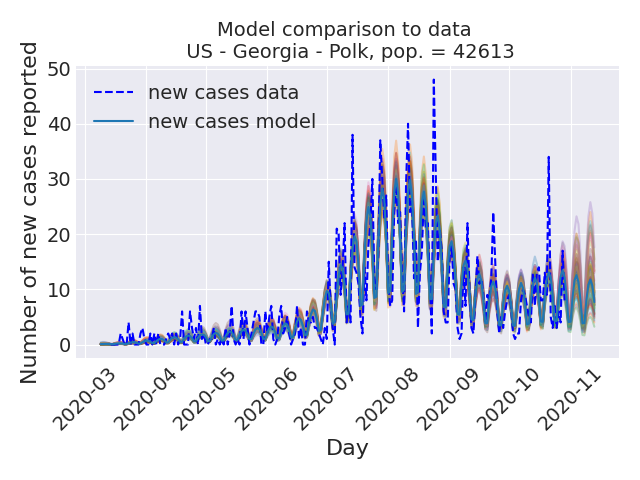 Model comparison to data
US - Georgia - Polk, pop. = 42613
Number of new cases reported
50
40
30
20
10
0
new cases data
new cases model
2020-03
2020-04
2020-05
2020-06
2020-07
2020-08
2020-09
2020-10
2020-11
Day